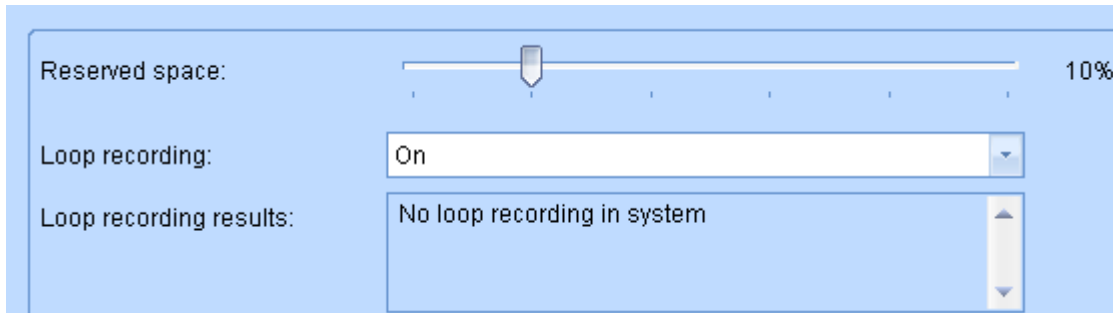 Reserved space: 10%
Loop recording: On
Loop recording results: No loop recording in system